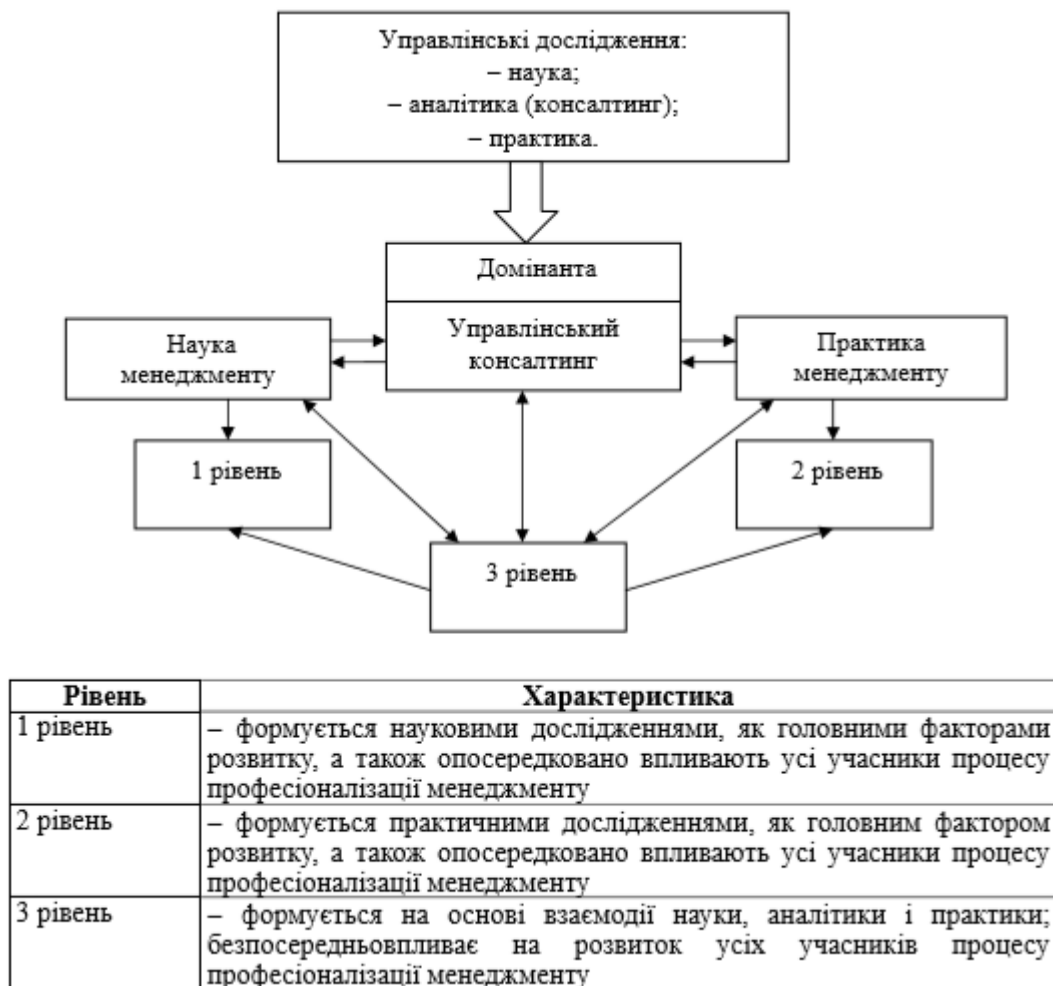 Управлінські дослідження:
– наука;
– аналітика (консалтинг);
– практика.
Домінанта
Управлінський
консалтинг
Наука
менеджменту
Практика
менеджменту
1 рівень
2 рівень
3 рівень
Рівень Характеристика
1 рівень – формується науковими дослідженнями, як головними факторами
розвитку, а також опосередковано впливають усі учасники процесу
професіоналізації менеджменту
2 рівень – формується практичними дослідженнями, як головним фактором
розвитку, а також опосередковано впливають усі учасники процесу
професіоналізації менеджменту
3 рівень – формується на основі взаємодії науки, аналітики і практики;
безпосередньовпливає на розвиток усіх учасників процесу
професіоналізації менеджменту